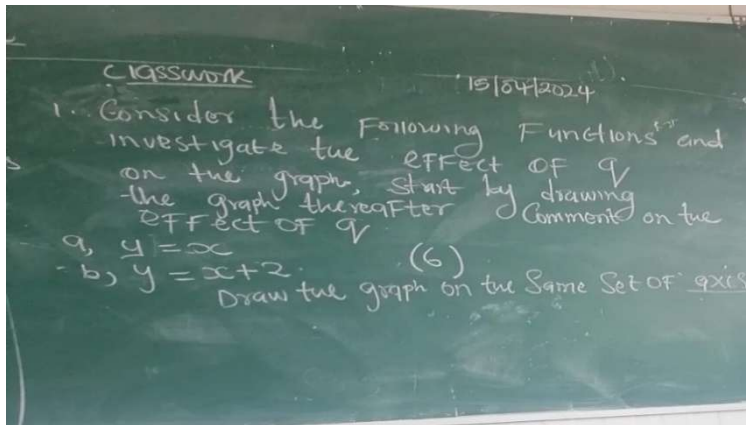 Classwork
15/04/2024
1. Consider the Following Functions and
investigate the effect of q
on the graph, start by drawing
the graph thereafter Comment on the
effect of q
a, y = x
b, y = x+2. (6)
Draw the graph on the Same Set OF axis